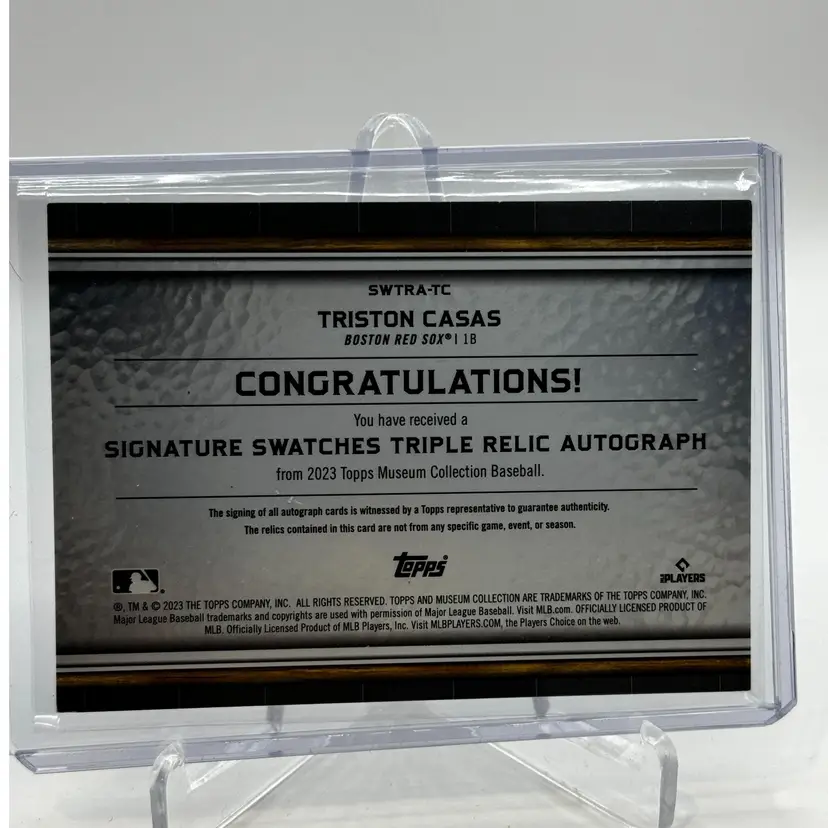 SWTRA-TC
TRISTON CASAS
BOSTON RED SOX® | 1B
CONGRATULATIONS!
You have received a
SIGNATURE SWATCHES TRIPLE RELIC AUTOGRAPH
from 2023 Topps Museum Collection Baseball.
The signing of all autograph cards is witnessed by a Topps representative to guarantee authenticity.
The relics contained in this card are not from any specific game, event, or season.
Topps
PLAYERS
®, TM & © 2023 THE TOPPS COMPANY, INC. ALL RIGHTS RESERVED. TOPPS AND MUSEUM COLLECTION ARE TRADEMARKS OF THE TOPPS COMPANY, INC.
Major League Baseball trademarks and copyrights are used with permission of Major League Baseball. Visit MLB.com. OFFICIALLY LICENSED PRODUCT OF
MLB. Officially Licensed Product of MLB Players, Inc. Visit MLBPLAYERS.COM, the Players Choice on the web.